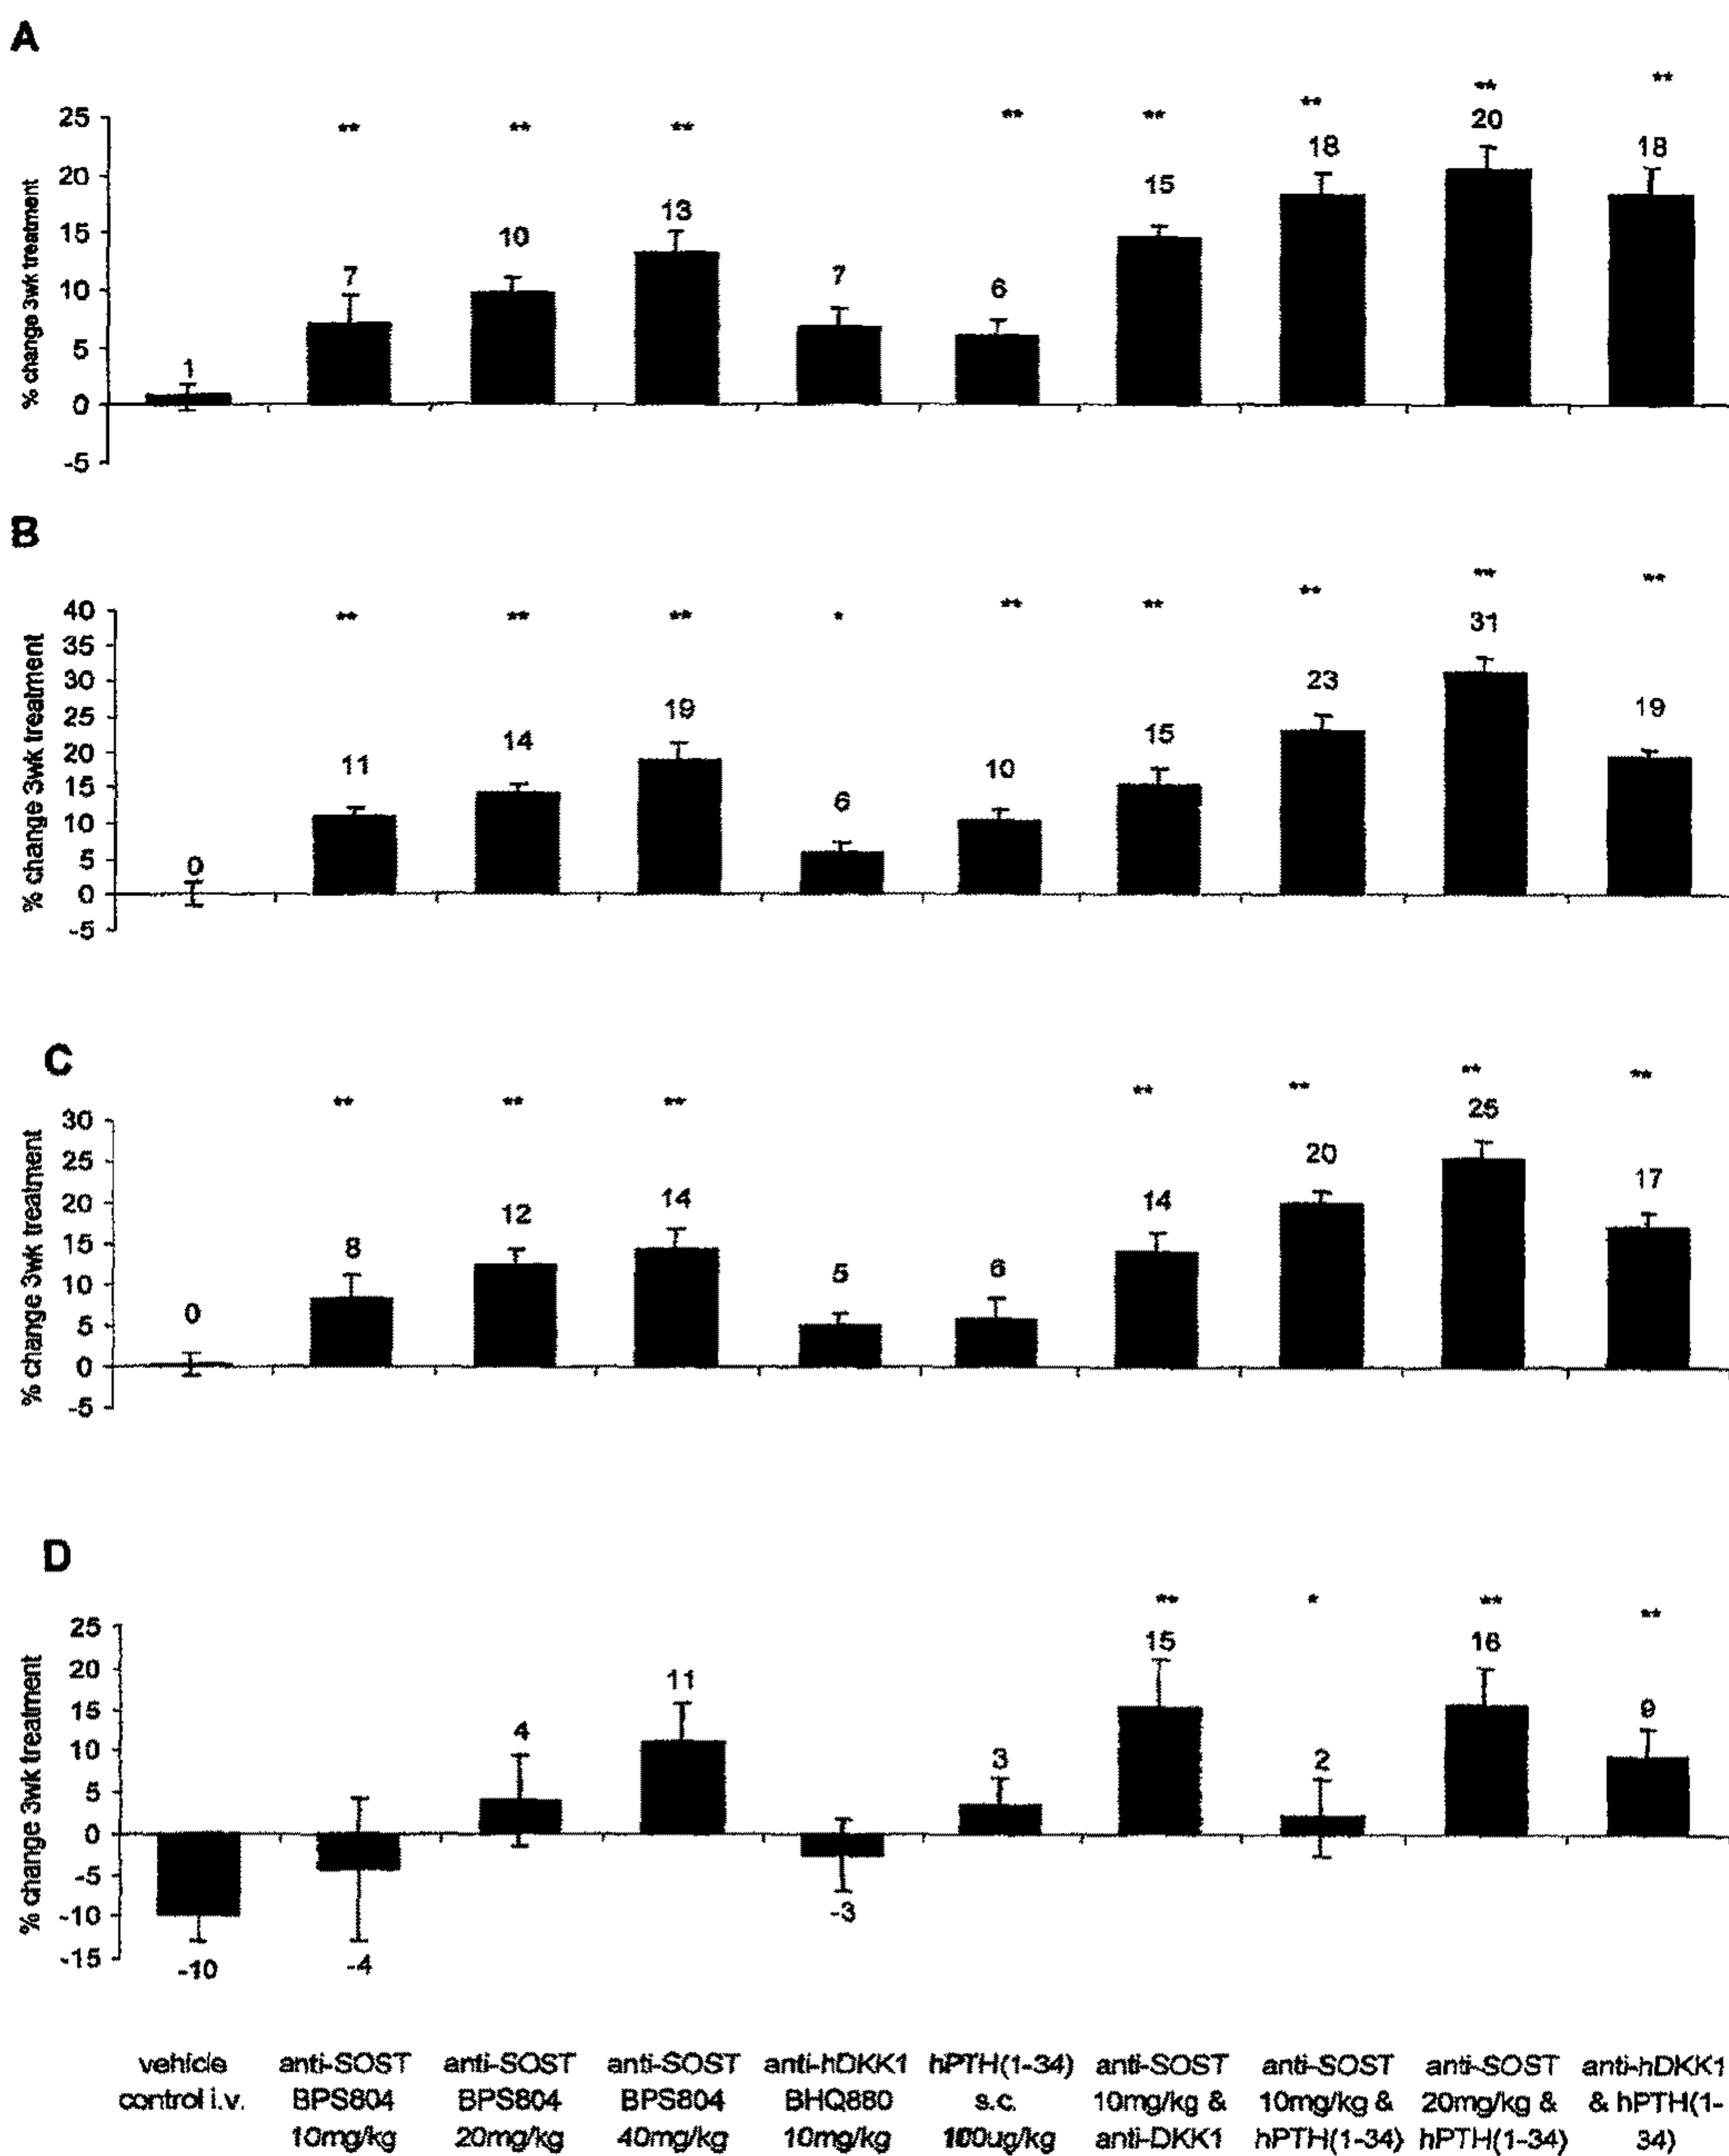 A
** ** ** ** ** ** ** **
% change 3wk treatment
25
20
15
10
5
0
-5
1 7 10 13 7 6 15 18 20 18
B
** ** ** * ** ** ** ** **
% change 3wk treatment
40
35
30
25
20
15
10
5
0
-5
0 11 14 19 6 10 15 23 31 19
C
** ** ** ** ** ** **
% change 3wk treatment
30
25
20
15
10
5
0
-5
0 8 12 14 5 6 14 20 25 17
D
** * ** **
% change 3wk treatment
25
20
15
10
5
0
-5
-10
-15
-10 -4 4 11 -3 3 15 2 16 9
vehicle
control i.v.
anti-SOST
BPS804
10mg/kg
anti-SOST
BPS804
20mg/kg
anti-SOST
BPS804
40mg/kg
anti-hDKK1
BHQ880
10mg/kg
hPTH(1-34)
s.c.
100ug/kg
anti-SOST
10mg/kg &
anti-DKK1
anti-SOST
10mg/kg &
hPTH(1-34)
anti-SOST
20mg/kg &
hPTH(1-34)
anti-hDKK1
& hPTH(1-
34)